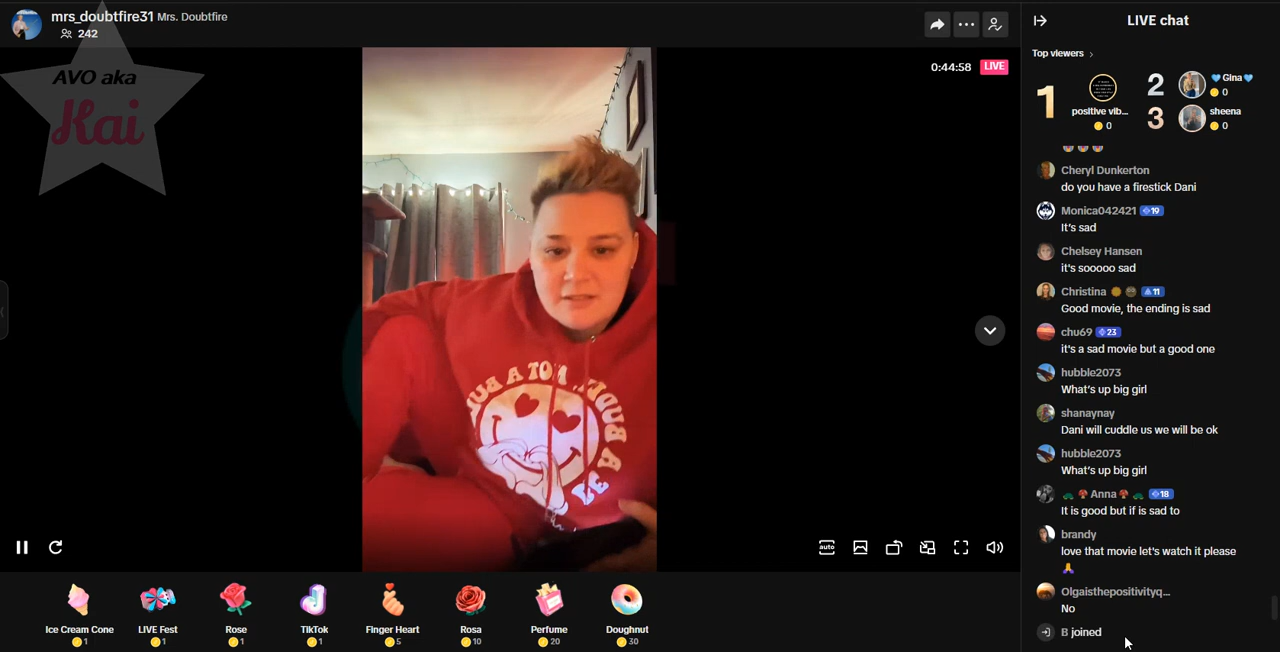 mrs_doubtfire31 Mrs. Doubtfire
242
AVO aka
Kai
0:44:58 LIVE
NOT A BUD
BE A BUDD
auto
Ice Cream Cone
1
LIVE Fest
1
Rose
1
TikTok
1
Finger Heart
5
Rosa
10
Perfume
20
Doughnut
30
LIVE chat
Top viewers
1
positive vib...
0
2
Gina
0
3
sheena
0
Cheryl Dunkerton
do you have a firestick Dani
Monica042421 19
It's sad
Chelsey Hansen
it's sooooo sad
Christina 11
Good movie, the ending is sad
chu69 23
it's a sad movie but a good one
hubble2073
What's up big girl
shanaynay
Dani will cuddle us we will be ok
hubble2073
What's up big girl
Anna 18
It is good but if is sad to
brandy
love that movie let's watch it please
Olgaisthepositivityq...
No
B joined